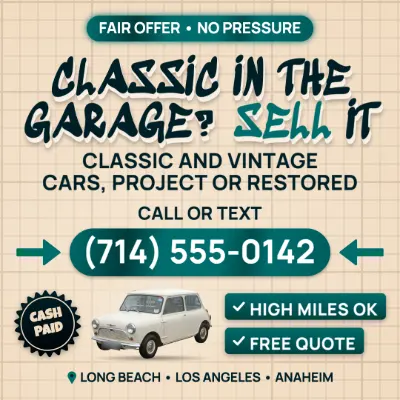 FAIR OFFER • NO PRESSURE
CLASSIC IN THE
GARAGE? SELL IT
CLASSIC AND VINTAGE
CARS, PROJECT OR RESTORED
CALL OR TEXT
(714) 555-0142
CASH
PAID
HIGH MILES OK
FREE QUOTE
LONG BEACH • LOS ANGELES • ANAHEIM